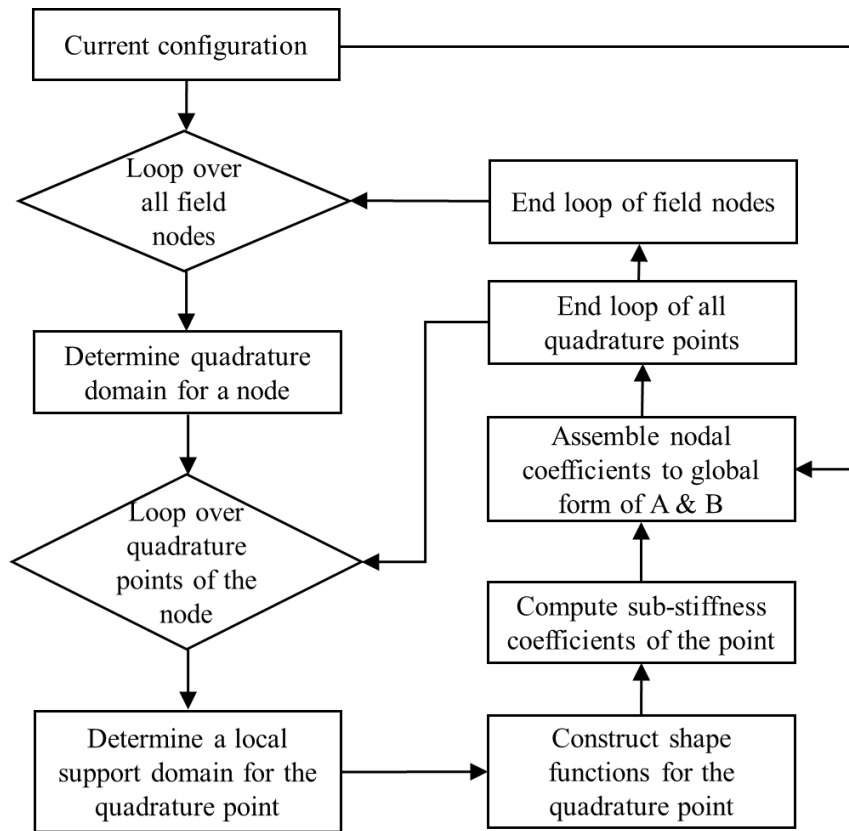 Current configuration
Loop over
all field
nodes
Determine quadrature
domain for a node
Loop over
quadrature
points of the
node
Determine a local
support domain for the
quadrature point
Construct shape
functions for the
quadrature point
Compute sub-stiffness
coefficients of the point
Assemble nodal
coefficients to global
form of A & B
End loop of all
quadrature points
End loop of field nodes